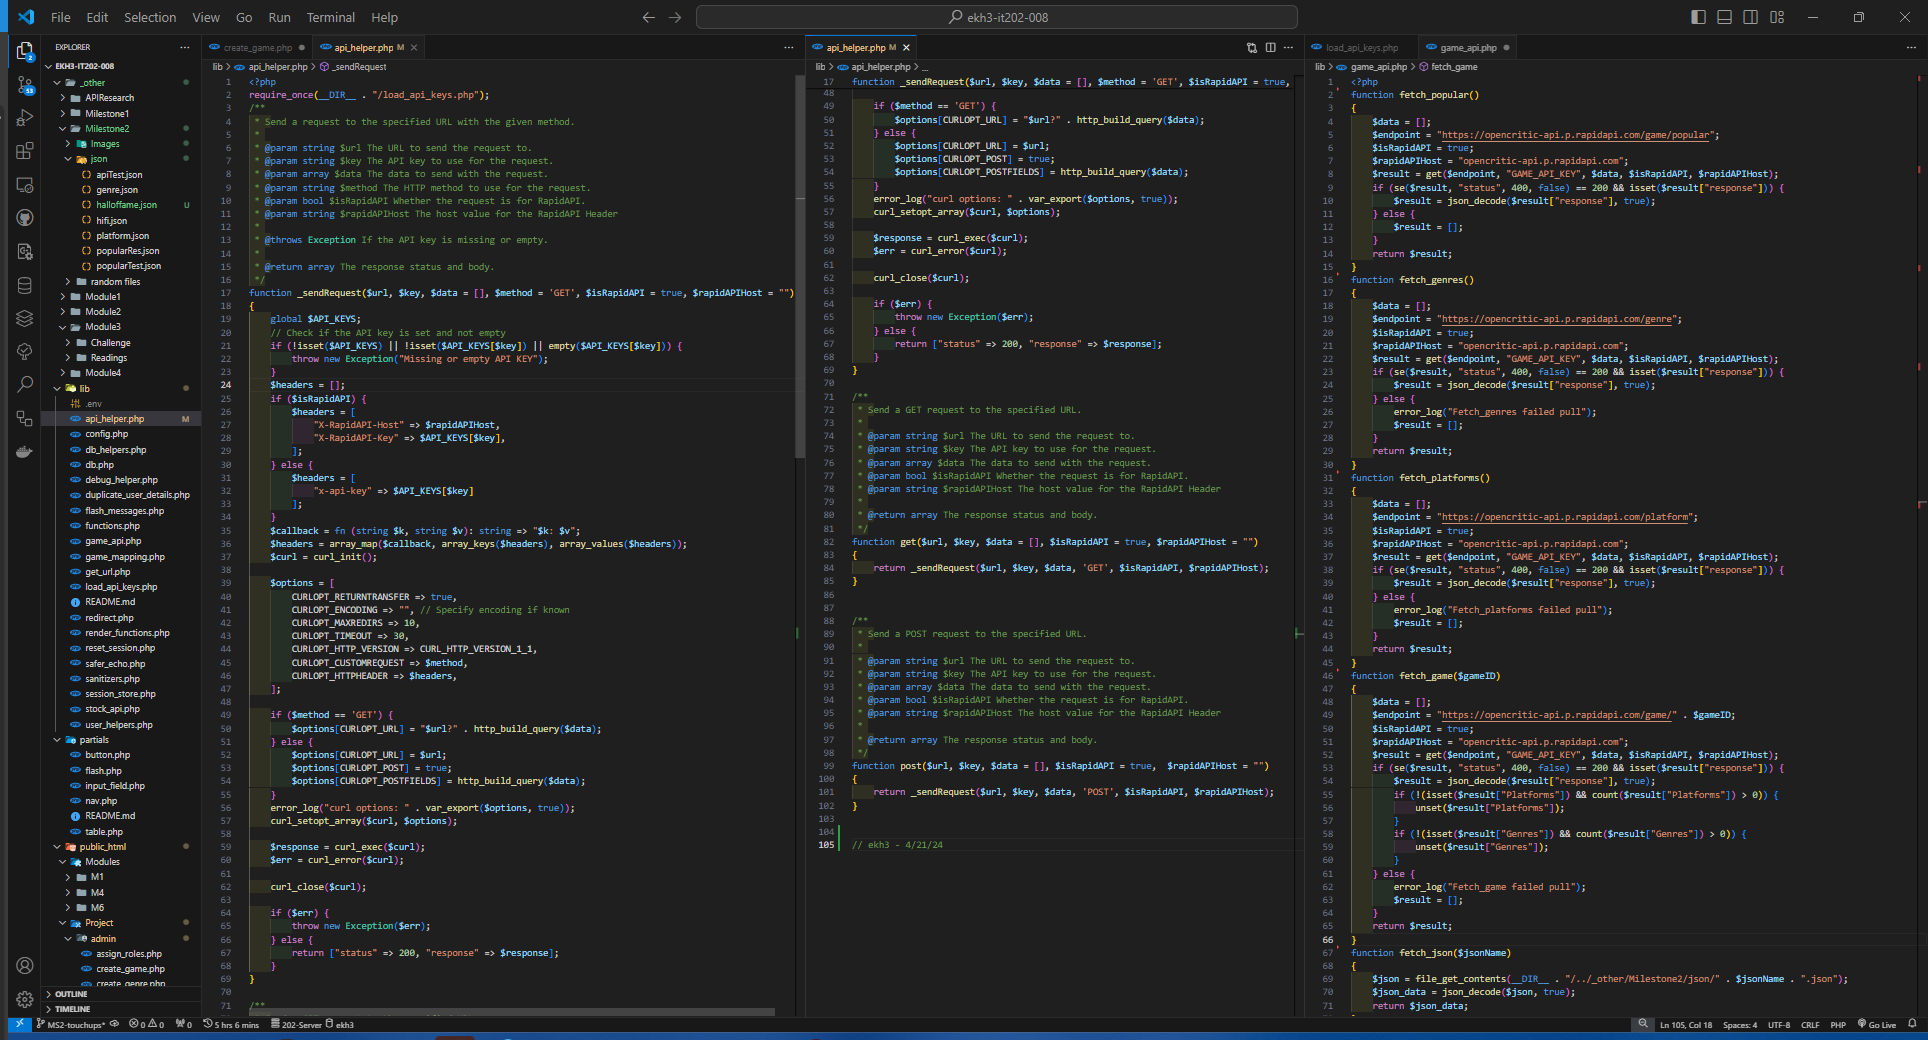 File Edit Selection View Go Run Terminal Help
ekh3-it202-008
EXPLORER
EKH3-IT202-008
_other
APIResearch
Milestone1
Milestone2
Images
json
apiTest.json
genre.json
halloffame.json U
hifi.json
platform.json
popularRes.json
popularTest.json
random files
Module1
Module2
Module3
Challenge
Readings
Module4
lib
.env
api_helper.php M
config.php
db_helpers.php
db.php
debug_helper.php
duplicate_user_details.php
flash_messages.php
functions.php
game_api.php
game_mapping.php
get_url.php
load_api_keys.php
README.md
redirect.php
render_functions.php
reset_session.php
safer_echo.php
sanitizers.php
session_store.php
stock_api.php
user_helpers.php
partials
button.php
flash.php
input_field.php
nav.php
README.md
table.php
public_html
Modules
M1
M4
M6
Project
admin
assign_roles.php
create_game.php
create_genre.php
OUTLINE
TIMELINE
create_game.php
api_helper.php M
lib > api_helper.php > _sendRequest
1 <?php
2 require_once(__DIR__ . "/load_api_keys.php");
3 /**
4 * Send a request to the specified URL with the given method.
5 *
6 * @param string $url The URL to send the request to.
7 * @param string $key The API key to use for the request.
8 * @param array $data The data to send with the request.
9 * @param string $method The HTTP method to use for the request.
10 * @param bool $isRapidAPI Whether the request is for RapidAPI.
11 * @param string $rapidAPIHost The host value for the RapidAPI Header
12 *
13 * @throws Exception If the API key is missing or empty.
14 *
15 * @return array The response status and body.
16 */
17 function _sendRequest($url, $key, $data = [], $method = 'GET', $isRapidAPI = true, $rapidAPIHost = "")
18 {
19 global $API_KEYS;
20 // Check if the API key is set and not empty
21 if (!isset($API_KEYS) || !isset($API_KEYS[$key]) || empty($API_KEYS[$key])) {
22 throw new Exception("Missing or empty API KEY");
23 }
24 $headers = [];
25 if ($isRapidAPI) {
26 $headers = [
27 "X-RapidAPI-Host" => $rapidAPIHost,
28 "X-RapidAPI-Key" => $API_KEYS[$key],
29 ];
30 } else {
31 $headers = [
32 "x-api-key" => $API_KEYS[$key]
33 ];
34 }
35 $callback = fn (string $k, string $v): string => "$k: $v";
36 $headers = array_map($callback, array_keys($headers), array_values($headers));
37 $curl = curl_init();
38
39 $options = [
40 CURLOPT_RETURNTRANSFER => true,
41 CURLOPT_ENCODING => "", // Specify encoding if known
42 CURLOPT_MAXREDIRS => 10,
43 CURLOPT_TIMEOUT => 30,
44 CURLOPT_HTTP_VERSION => CURL_HTTP_VERSION_1_1,
45 CURLOPT_CUSTOMREQUEST => $method,
46 CURLOPT_HTTPHEADER => $headers,
47 ];
48
49 if ($method == 'GET') {
50 $options[CURLOPT_URL] = "$url?" . http_build_query($data);
51 } else {
52 $options[CURLOPT_URL] = $url;
53 $options[CURLOPT_POST] = true;
54 $options[CURLOPT_POSTFIELDS] = http_build_query($data);
55 }
56 error_log("curl options: " . var_export($options, true));
57 curl_setopt_array($curl, $options);
58
59 $response = curl_exec($curl);
60 $err = curl_error($curl);
61
62 curl_close($curl);
63
64 if ($err) {
65 throw new Exception($err);
66 } else {
67 return ["status" => 200, "response" => $response];
68 }
69 }
70
71 /**
api_helper.php M
lib > api_helper.php > ...
17 function _sendRequest($url, $key, $data = [], $method = 'GET', $isRapidAPI = true,
48
49 if ($method == 'GET') {
50 $options[CURLOPT_URL] = "$url?" . http_build_query($data);
51 } else {
52 $options[CURLOPT_URL] = $url;
53 $options[CURLOPT_POST] = true;
54 $options[CURLOPT_POSTFIELDS] = http_build_query($data);
55 }
56 error_log("curl options: " . var_export($options, true));
57 curl_setopt_array($curl, $options);
58
59 $response = curl_exec($curl);
60 $err = curl_error($curl);
61
62 curl_close($curl);
63
64 if ($err) {
65 throw new Exception($err);
66 } else {
67 return ["status" => 200, "response" => $response];
68 }
69 }
70
71 /**
72 * Send a GET request to the specified URL.
73 *
74 * @param string $url The URL to send the request to.
75 * @param string $key The API key to use for the request.
76 * @param array $data The data to send with the request.
77 * @param bool $isRapidAPI Whether the request is for RapidAPI.
78 * @param string $rapidAPIHost The host value for the RapidAPI Header
79 *
80 * @return array The response status and body.
81 */
82 function get($url, $key, $data = [], $isRapidAPI = true, $rapidAPIHost = "")
83 {
84 return _sendRequest($url, $key, $data, 'GET', $isRapidAPI, $rapidAPIHost);
85 }
86
87
88 /**
89 * Send a POST request to the specified URL.
90 *
91 * @param string $url The URL to send the request to.
92 * @param string $key The API key to use for the request.
93 * @param array $data The data to send with the request.
94 * @param bool $isRapidAPI Whether the request is for RapidAPI.
95 * @param string $rapidAPIHost The host value for the RapidAPI Header
96 *
97 * @return array The response status and body.
98 */
99 function post($url, $key, $data = [], $isRapidAPI = true, $rapidAPIHost = "")
100 {
101 return _sendRequest($url, $key, $data, 'POST', $isRapidAPI, $rapidAPIHost);
102 }
103
104
105 // ekh3 - 4/21/24
load_api_keys.php
game_api.php
lib > game_api.php > fetch_game
1 <?php
2 function fetch_popular()
3 {
4 $data = [];
5 $endpoint = "https://opencritic-api.p.rapidapi.com/game/popular";
6 $isRapidAPI = true;
7 $rapidAPIHost = "opencritic-api.p.rapidapi.com";
8 $result = get($endpoint, "GAME_API_KEY", $data, $isRapidAPI, $rapidAPIHost);
9 if (se($result, "status", 400, false) == 200 && isset($result["response"])) {
10 $result = json_decode($result["response"], true);
11 } else {
12 $result = [];
13 }
14 return $result;
15 }
16 function fetch_genres()
17 {
18 $data = [];
19 $endpoint = "https://opencritic-api.p.rapidapi.com/genre";
20 $isRapidAPI = true;
21 $rapidAPIHost = "opencritic-api.p.rapidapi.com";
22 $result = get($endpoint, "GAME_API_KEY", $data, $isRapidAPI, $rapidAPIHost);
23 if (se($result, "status", 400, false) == 200 && isset($result["response"])) {
24 $result = json_decode($result["response"], true);
25 } else {
26 error_log("Fetch_genres failed pull");
27 $result = [];
28 }
29 return $result;
30 }
31 function fetch_platforms()
32 {
33 $data = [];
34 $endpoint = "https://opencritic-api.p.rapidapi.com/platform";
35 $isRapidAPI = true;
36 $rapidAPIHost = "opencritic-api.p.rapidapi.com";
37 $result = get($endpoint, "GAME_API_KEY", $data, $isRapidAPI, $rapidAPIHost);
38 if (se($result, "status", 400, false) == 200 && isset($result["response"])) {
39 $result = json_decode($result["response"], true);
40 } else {
41 error_log("Fetch_platforms failed pull");
42 $result = [];
43 }
44 return $result;
45 }
46 function fetch_game($gameID)
47 {
48 $data = [];
49 $endpoint = "https://opencritic-api.p.rapidapi.com/game/" . $gameID;
50 $isRapidAPI = true;
51 $rapidAPIHost = "opencritic-api.p.rapidapi.com";
52 $result = get($endpoint, "GAME_API_KEY", $data, $isRapidAPI, $rapidAPIHost);
53 if (se($result, "status", 400, false) == 200 && isset($result["response"])) {
54 $result = json_decode($result["response"], true);
55 if (!(isset($result["Platforms"]) && count($result["Platforms"]) > 0)) {
56 unset($result["Platforms"]);
57 }
58 if (!(isset($result["Genres"]) && count($result["Genres"]) > 0)) {
59 unset($result["Genres"]);
60 }
61 } else {
62 error_log("Fetch_game failed pull");
63 $result = [];
64 }
65 return $result;
66 }
67 function fetch_json($jsonName)
68 {
69 $json = file_get_contents(__DIR__ . "/../_other/Milestone2/json/" . $jsonName . ".json");
70 $json_data = json_decode($json, true);
71 return $json_data;
MS2-touchups* 0 0 0 5 hrs 6 mins 202-Server ekh3
Ln 105, Col 18 Spaces: 4 UTF-8 CRLF PHP Go Live